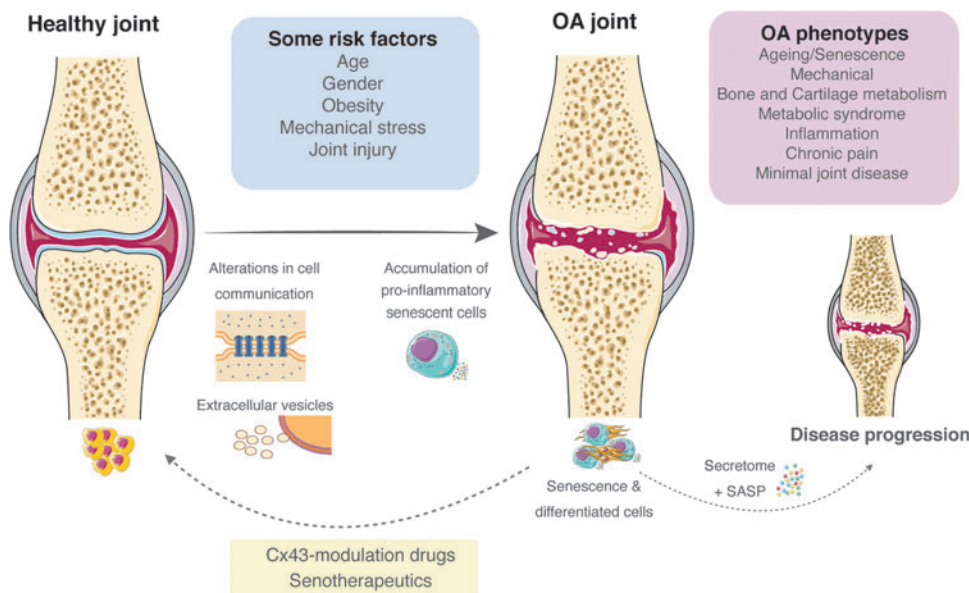 Healthy joint
Some risk factors
Age
Gender
Obesity
Mechanical stress
Joint injury
OA joint
OA phenotypes
Ageing/Senescence
Mechanical
Bone and Cartilage metabolism
Metabolic syndrome
Inflammation
Chronic pain
Minimal joint disease
Alterations in cell
communication
Accumulation of
pro-inflammatory
senescent cells
Extracellular vesicles
Senescence &
differentiated cells
Secretome
+ SASP
Disease progression
Cx43-modulation drugs
Senotherapeutics